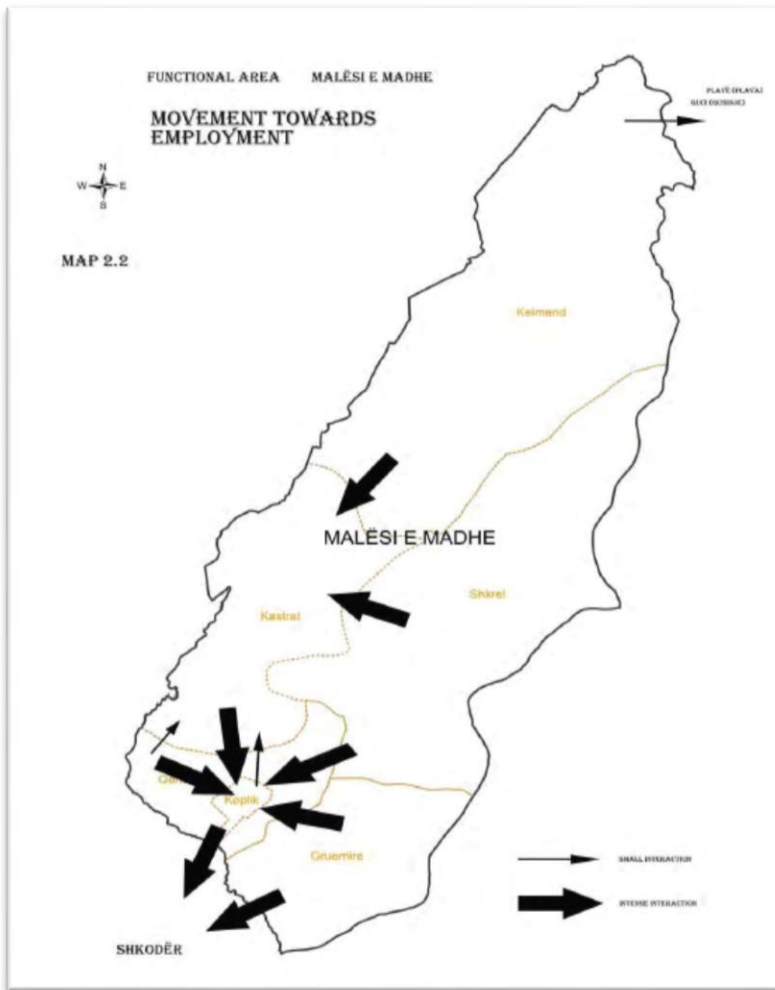 FUNCTIONAL AREA MALËSI E MADHE
MOVEMENT TOWARDS
EMPLOYMENT
N
W E
S
MAP 2.2
Kelmend
MALËSI E MADHE
Shkrel
Kastrat
Koplik
Gruemire
SMALL INTERACTION
INTENSE INTERACTION
SHKODËR